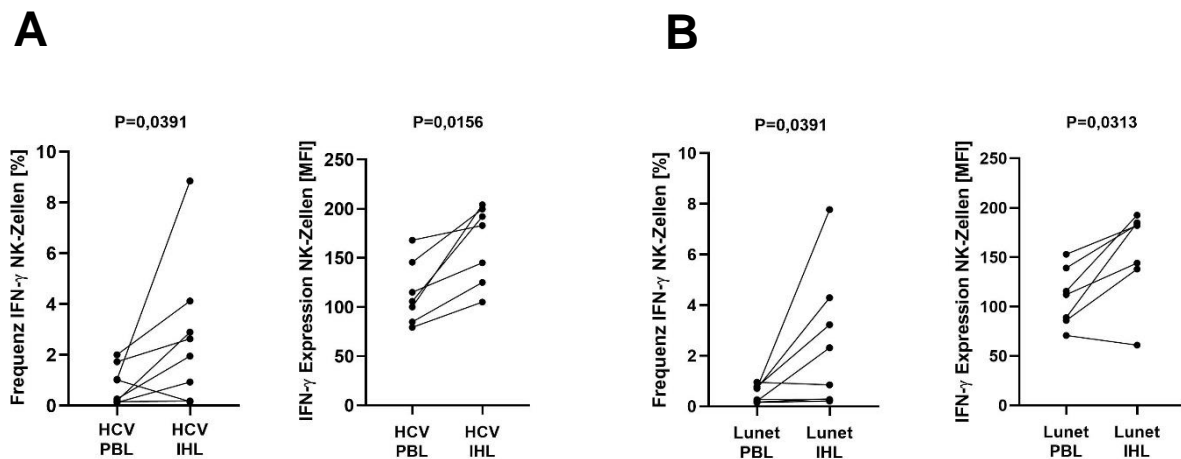 A
P=0,0391
Frequenz IFN-γ NK-Zellen [%]
10
8
6
4
2
0
HCV PBL
HCV IHL
P=0,0156
IFN-γ Expression NK-Zellen [MFI]
250
200
150
100
50
0
HCV PBL
HCV IHL
B
P=0,0391
Frequenz IFN-γ NK-Zellen [%]
10
8
6
4
2
0
Lunet PBL
Lunet IHL
P=0,0313
IFN-γ Expression NK-Zellen [MFI]
250
200
150
100
50
0
Lunet PBL
Lunet IHL